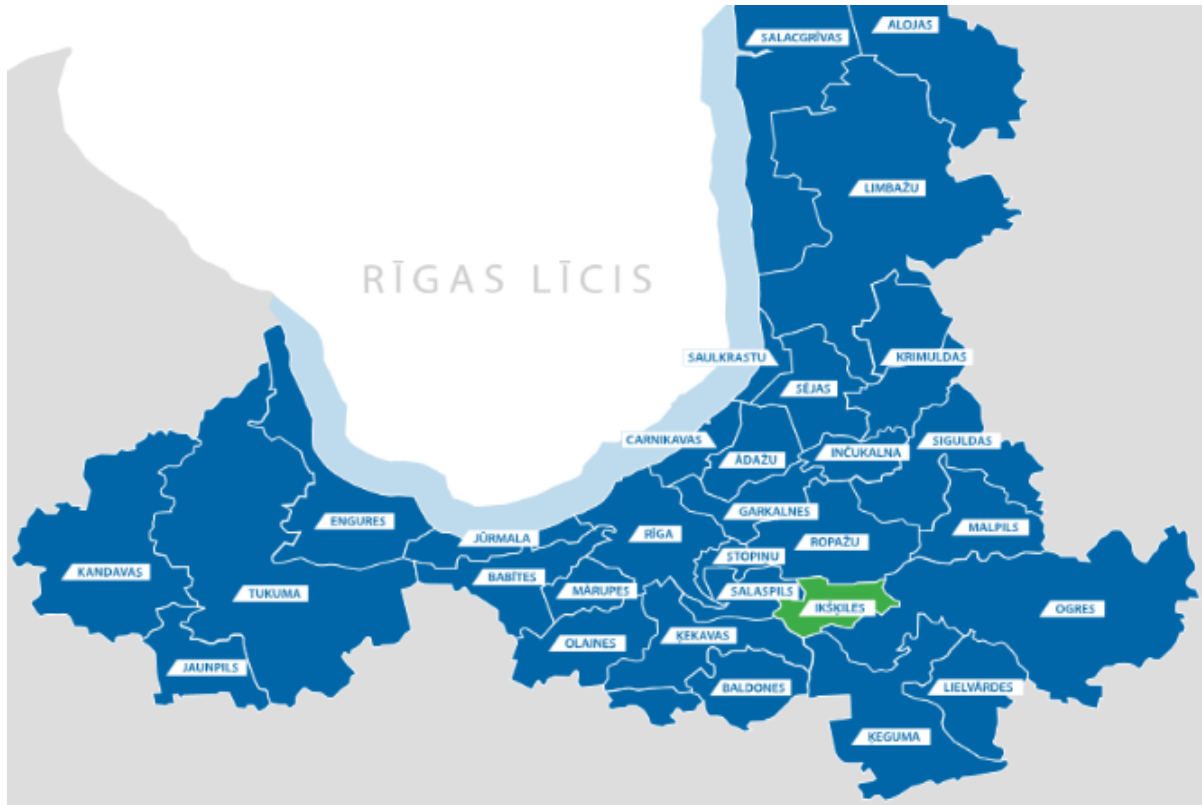 SALACGRĪVAS
ALOJAS
LIMBAŽU
RĪGAS LĪCIS
SAULKRASTU
KRIMULDAS
SĒJAS
CARNIKAVAS
ĀDAŽU
INČUKALNA
SIGULDAS
ENGURES
JŪRMALA
RĪGA
GARKALNES
ROPAŽU
MALPILS
STOPIŅU
KANDAVAS
TUKUMA
BABĪTES
MĀRUPES
SALASPILS
IKŠĶILES
OGRES
OLAINES
ĶEKAVAS
JAUNPILS
BALDONES
LIELVĀRDES
ĶEGUMA